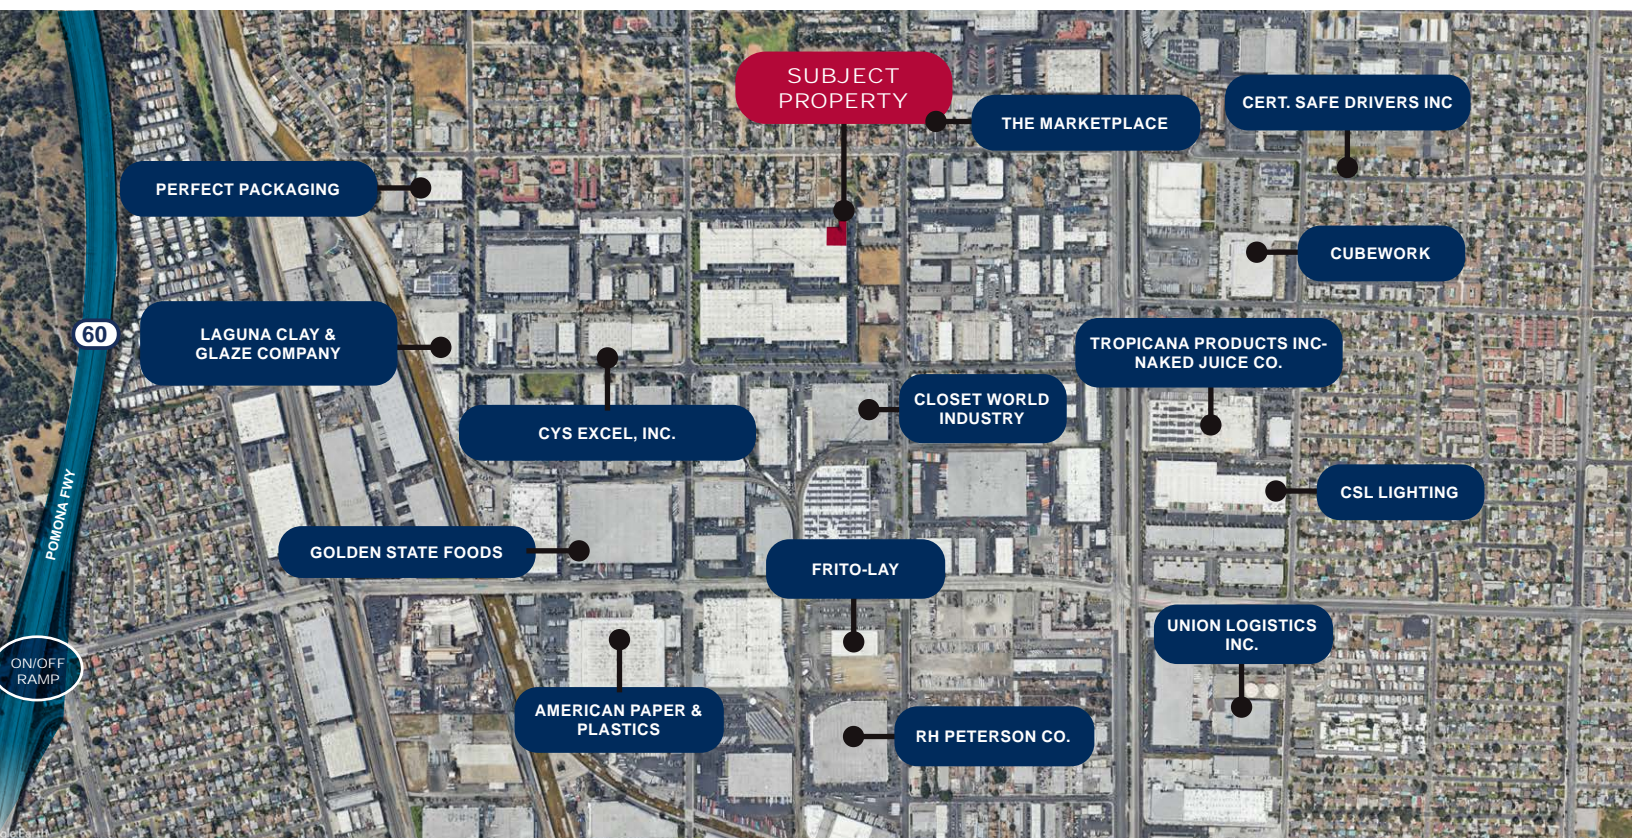 SUBJECT
PROPERTY
THE MARKETPLACE
CERT. SAFE DRIVERS INC
PERFECT PACKAGING
CUBEWORK
60
LAGUNA CLAY &
GLAZE COMPANY
TROPICANA PRODUCTS INC-
NAKED JUICE CO.
CLOSET WORLD
INDUSTRY
CYS EXCEL, INC.
CSL LIGHTING
POMONA FWY
GOLDEN STATE FOODS
FRITO-LAY
UNION LOGISTICS
INC.
ON/OFF
RAMP
AMERICAN PAPER &
PLASTICS
RH PETERSON CO.
gle Earth